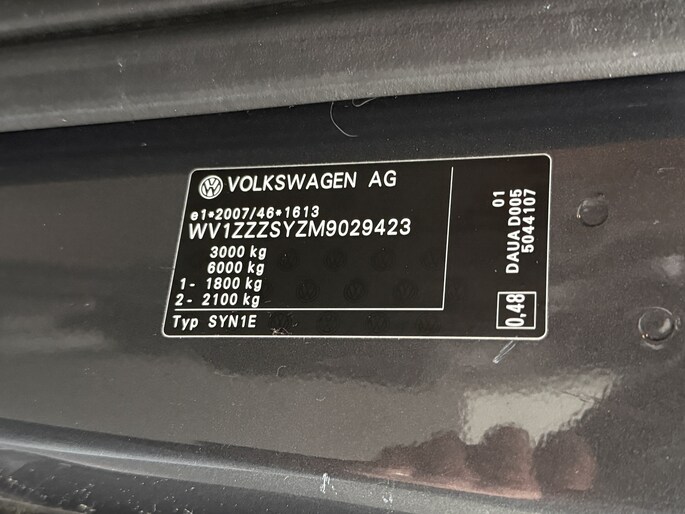 VOLKSWAGEN AG
e1*2007/46*1613
WV1ZZZSYZM9029423
3000 kg
6000 kg
1- 1800 kg
2- 2100 kg
Typ SYN1E
01
DAUA D005
5044107
0,48